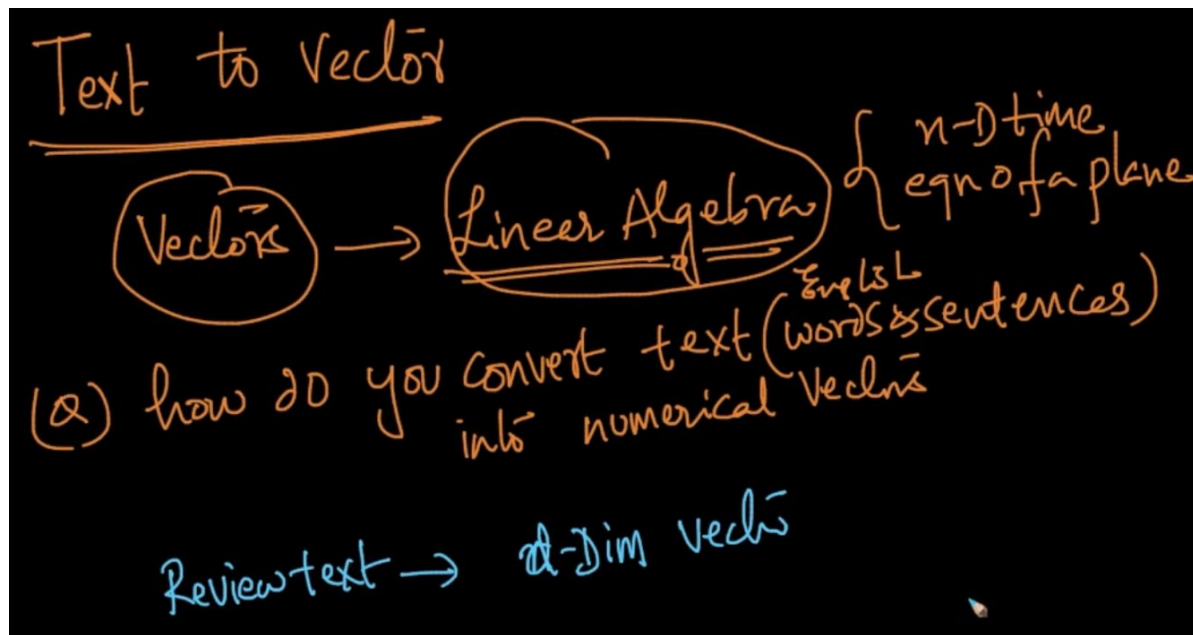 Text to Vector
Vectors → Linear Algebra { n-D time
eqn of a plane
English
(Q) how do you convert text (words & sentences)
into numerical vectors
Review text → d-Dim vector